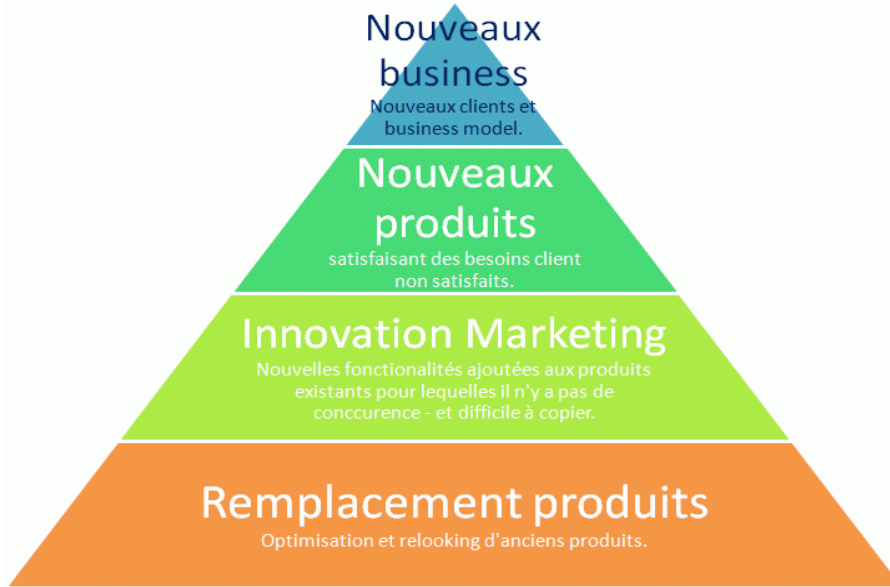 Nouveaux
business
Nouveaux clients et
business model.
Nouveaux
produits
satisfaisant des besoins client
non satisfaits.
Innovation Marketing
Nouvelles fonctionalités ajoutées aux produits
existants pour lequelles il n'y a pas de
conccurence - et difficile à copier.
Remplacement produits
Optimisation et relooking d'anciens produits.